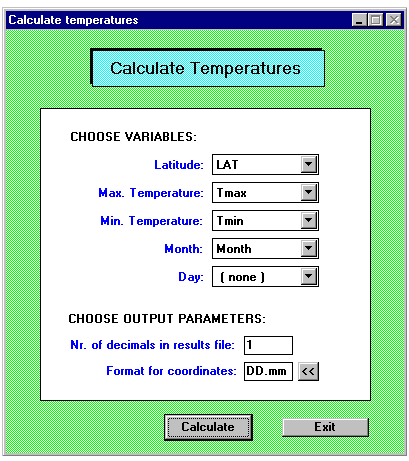 Calculate temperatures
Calculate Temperatures
CHOOSE VARIABLES:
Latitude: LAT
Max. Temperature: Tmax
Min. Temperature: Tmin
Month: Month
Day: ( none )
CHOOSE OUTPUT PARAMETERS:
Nr. of decimals in results file: 1
Format for coordinates: DD.mm <<
Calculate Exit